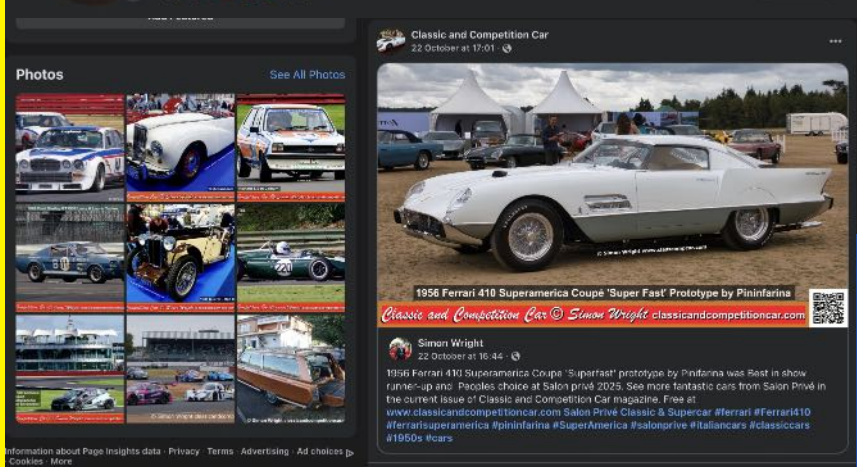 Photos
See All Photos
Information about Page Insights data · Privacy · Terms · Advertising · Ad choices
Cookies · More
Classic and Competition Car
22 October at 17:01
© Simon Wright www.classicandcompetitioncar.com
1956 Ferrari 410 Superamerica Coupé 'Super Fast' Prototype by Pininfarina
Classic and Competition Car © Simon Wright classicandcompetitioncar.com
Simon Wright
22 October at 16:44
1956 Ferrari 410 Superamerica Coupe 'Superfast' prototype by Pinifarina was Best in show
runner-up and Peoples choice at Salon privé 2025. See more fantastic cars from Salon Privé in
the current issue of Classic and Competition Car magazine. Free at
www.classicandcompetitioncar.com Salon Privé Classic & Supercar #ferrari #Ferrari410
#ferrarisuperamerica #pininfarina #SuperAmerica #salonprive #italiancars #classiccars
#1950s #cars